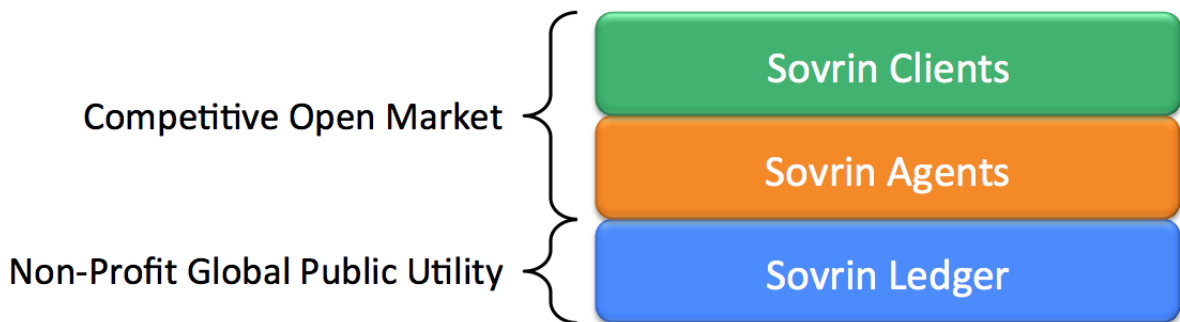 Sovrin Clients
Competitive Open Market
Sovrin Agents
Non-Profit Global Public Utility
Sovrin Ledger